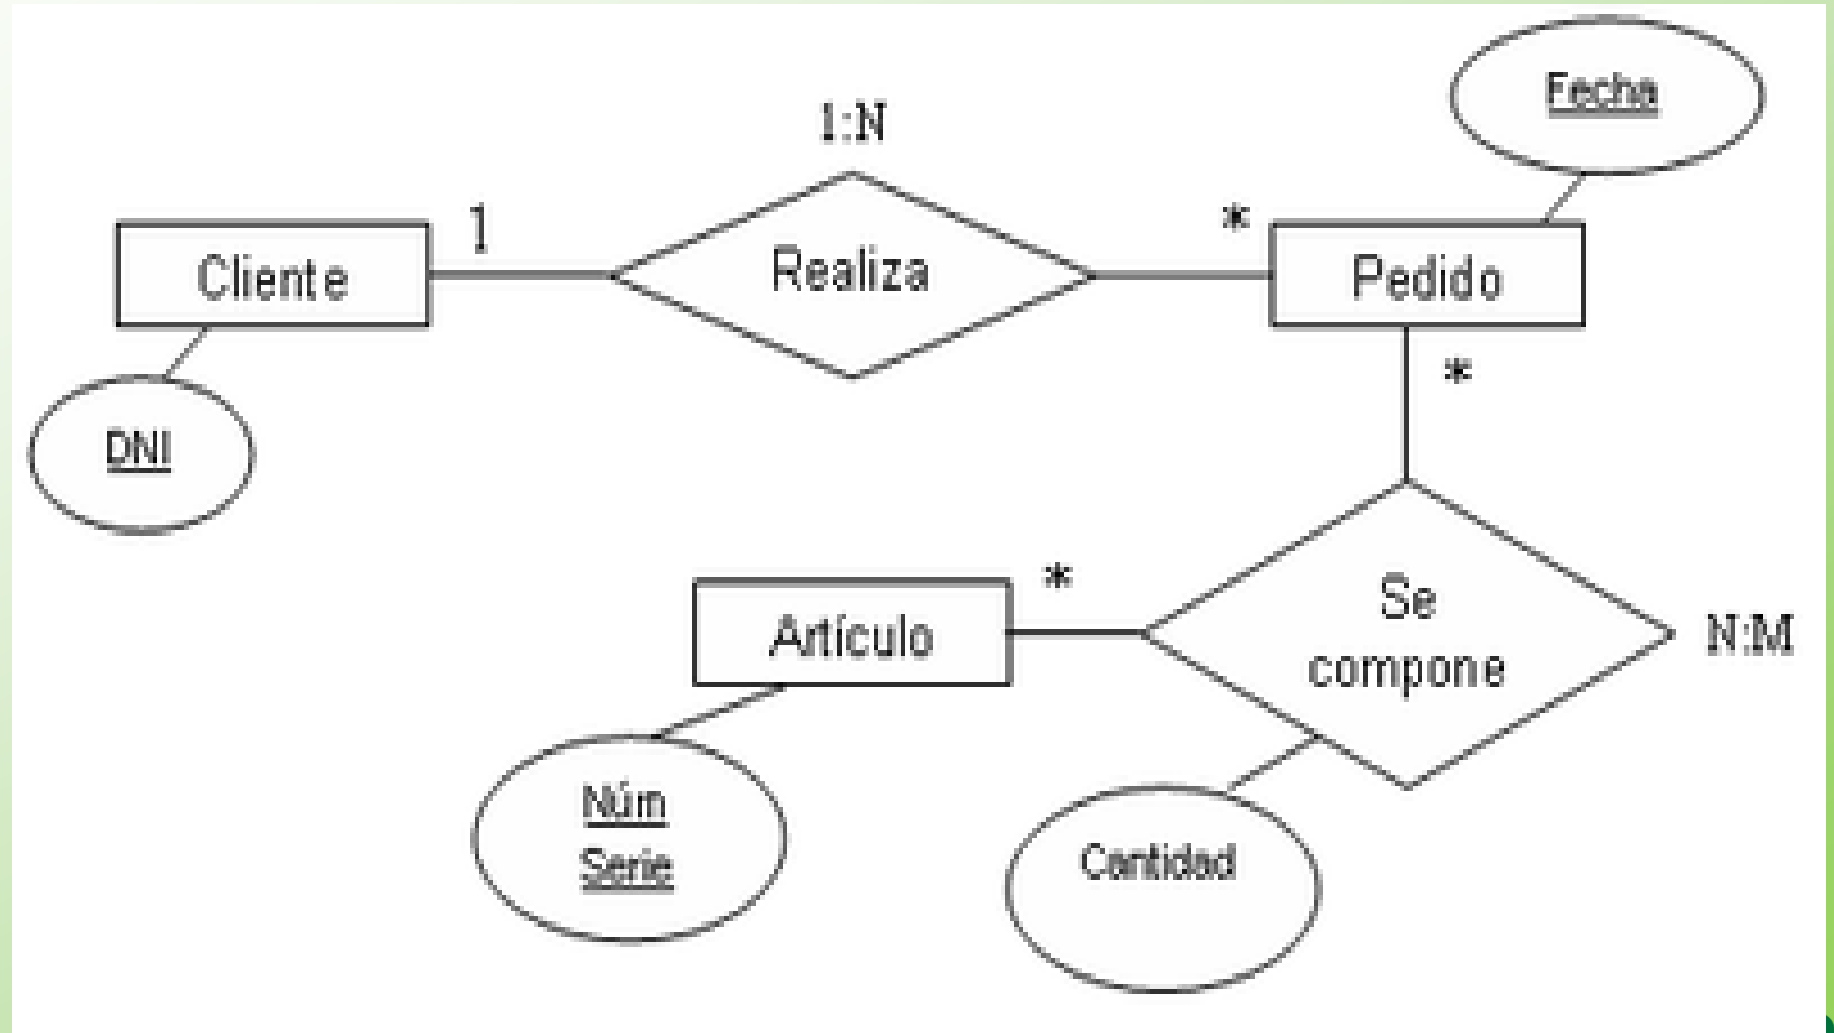 Fecha
1:N
1
*
Cliente
Realiza
Pedido
*
DNI
*
Se
Artículo
compone
N:M
Núm
Serie
Cantidad